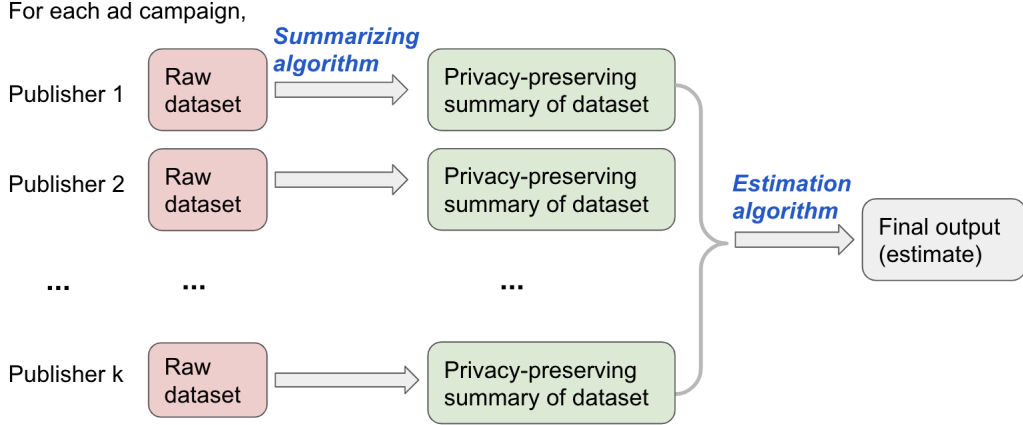 For each ad campaign,
Summarizing
algorithm
Publisher 1
Raw
dataset
Privacy-preserving
summary of dataset
Publisher 2
Raw
dataset
Privacy-preserving
summary of dataset
Estimation
algorithm
Final output
(estimate)
... ... ...
Publisher k
Raw
dataset
Privacy-preserving
summary of dataset